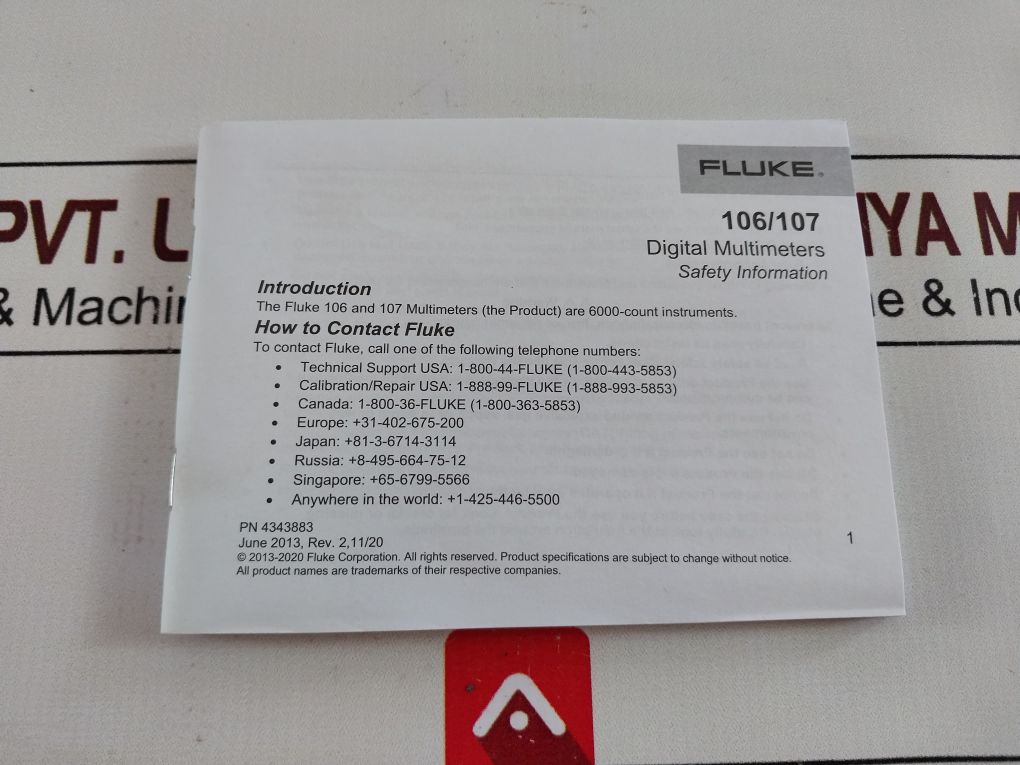 FLUKE®
106/107
Digital Multimeters
Safety Information
Introduction
The Fluke 106 and 107 Multimeters (the Product) are 6000-count instruments.
How to Contact Fluke
To contact Fluke, call one of the following telephone numbers:
• Technical Support USA: 1-800-44-FLUKE (1-800-443-5853)
• Calibration/Repair USA: 1-888-99-FLUKE (1-888-993-5853)
• Canada: 1-800-36-FLUKE (1-800-363-5853)
• Europe: +31-402-675-200
• Japan: +81-3-6714-3114
• Russia: +8-495-664-75-12
• Singapore: +65-6799-5566
• Anywhere in the world: +1-425-446-5500
PN 4343883
June 2013, Rev. 2,11/20
© 2013-2020 Fluke Corporation. All rights reserved. Product specifications are subject to change without notice.
All product names are trademarks of their respective companies.
1
PVT.
& Machin
& In